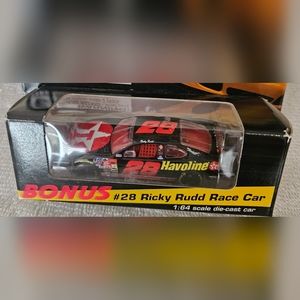 28
28 Havoline
BONUS #28 Ricky Rudd Race Car
1:64 scale die-cast car